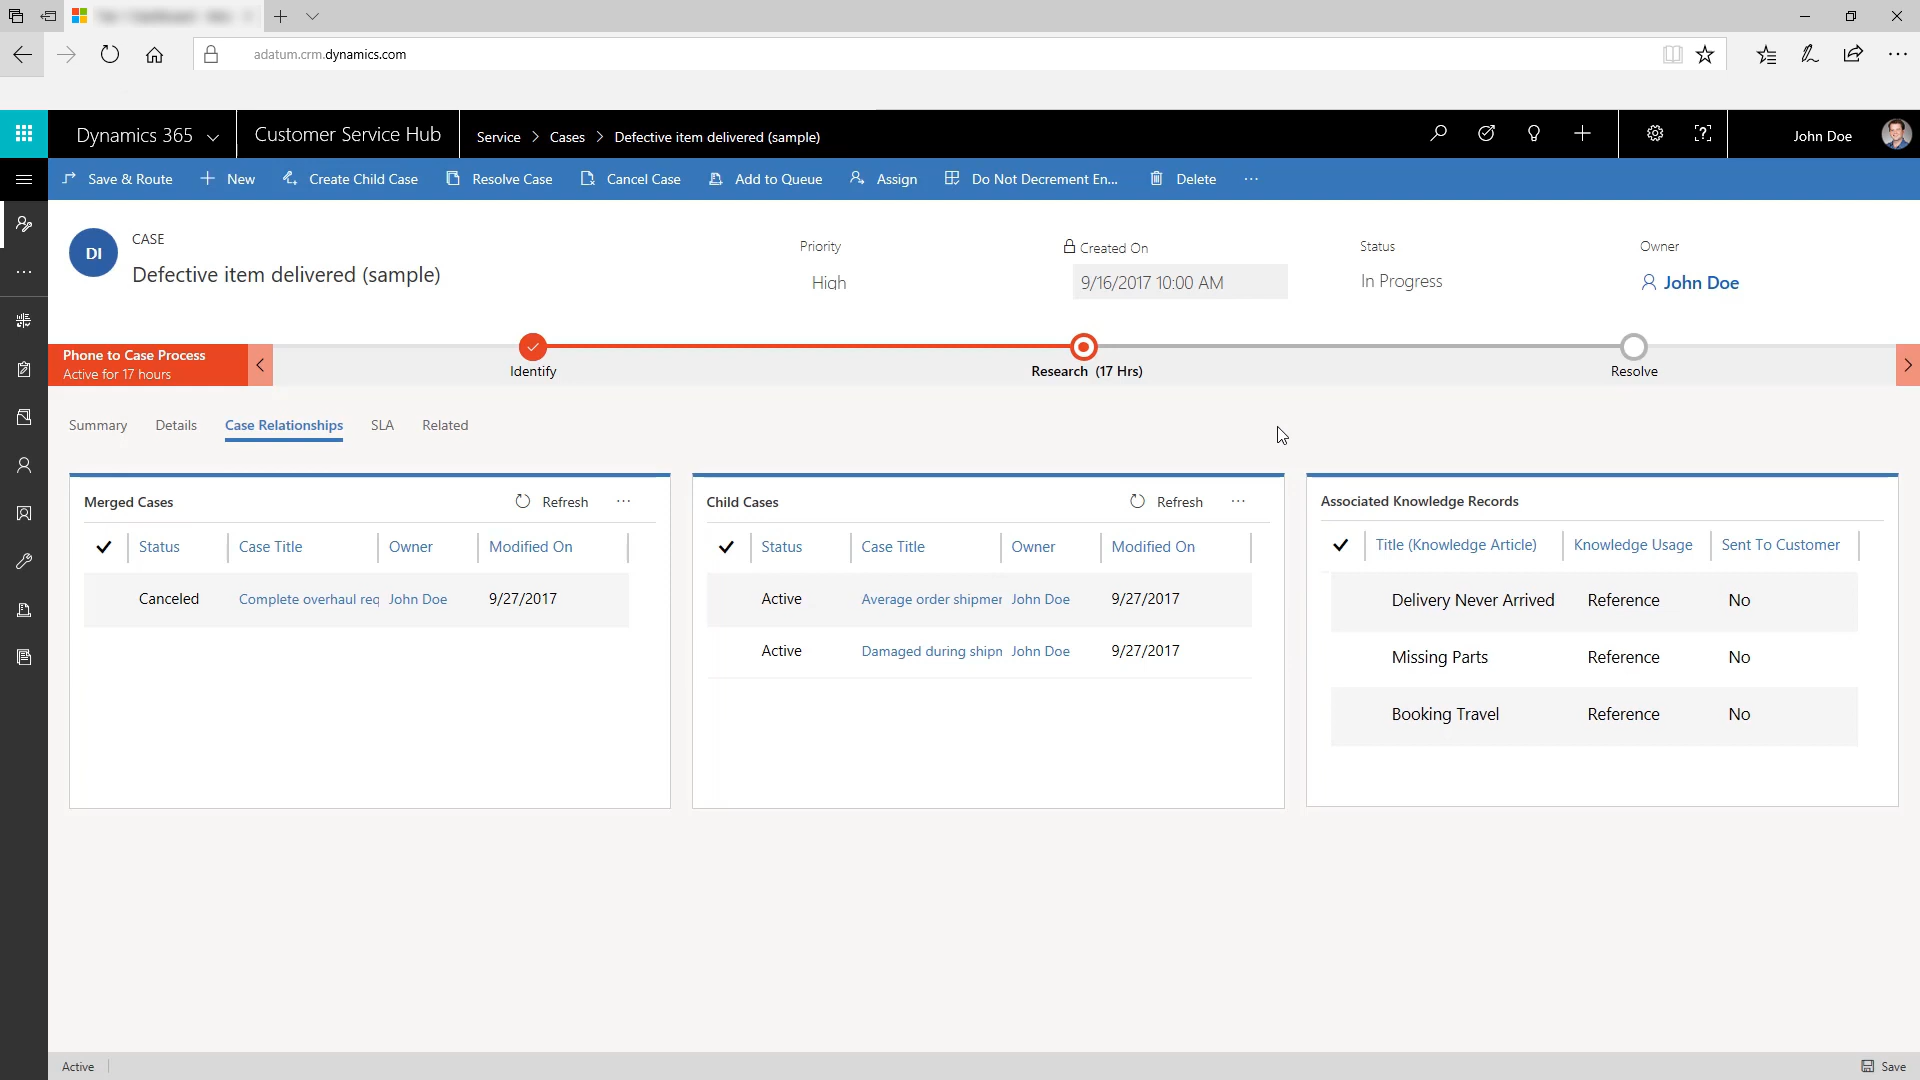 adatum.crm.dynamics.com
Dynamics 365
Customer Service Hub
Service > Cases > Defective item delivered (sample)
John Doe
Save & Route
New
Create Child Case
Resolve Case
Cancel Case
Add to Queue
Assign
Do Not Decrement En...
Delete
...
DI
CASE
Defective item delivered (sample)
Priority
High
Created On
9/16/2017 10:00 AM
Status
In Progress
Owner
John Doe
Phone to Case Process
Active for 17 hours
Identify
Research (17 Hrs)
Resolve
Summary
Details
Case Relationships
SLA
Related
Merged Cases
Refresh
...
Status Case Title Owner Modified On
Canceled Complete overhaul req John Doe 9/27/2017
Child Cases
Refresh
...
Status Case Title Owner Modified On
Active Average order shipmer John Doe 9/27/2017
Active Damaged during shipn John Doe 9/27/2017
Associated Knowledge Records
Title (Knowledge Article) Knowledge Usage Sent To Customer
Delivery Never Arrived Reference No
Missing Parts Reference No
Booking Travel Reference No
Active
Save